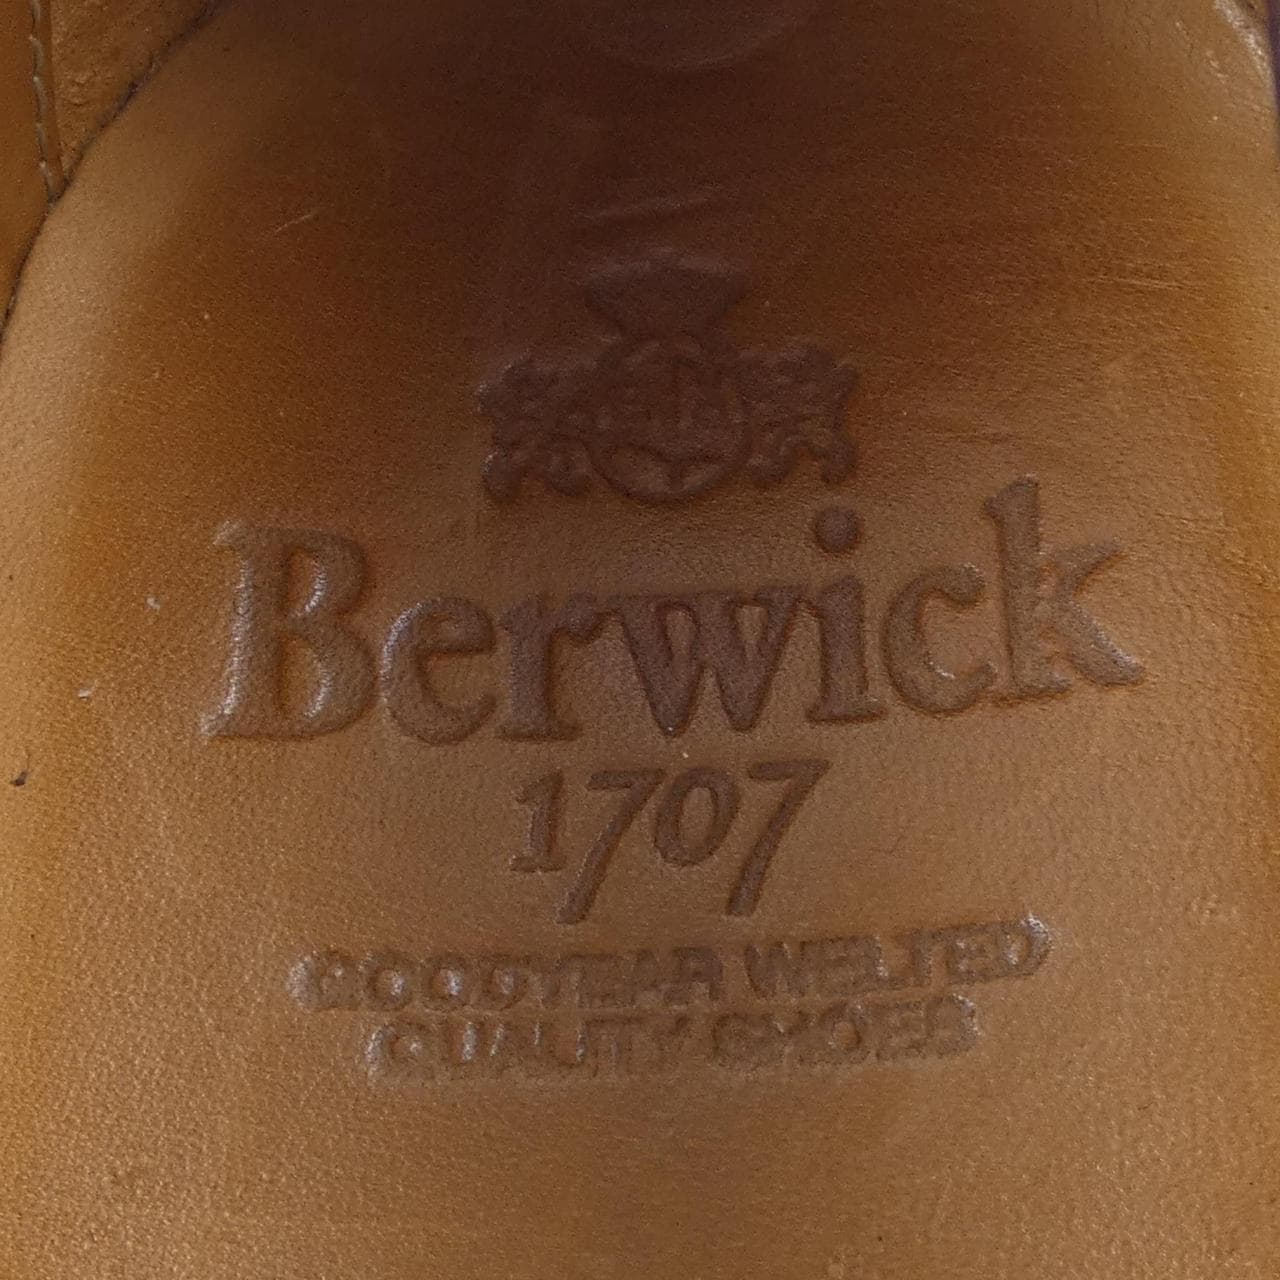 Berwick
1707
GOODYEAR WELTED
QUALITY SHOES